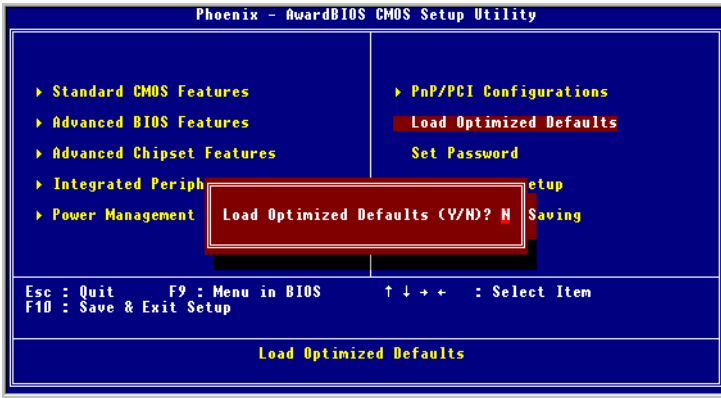 Phoenix - AwardBIOS CMOS Setup Utility
▸ Standard CMOS Features
▸ Advanced BIOS Features
▸ Advanced Chipset Features
▸ Integrated Periph
▸ Power Management
▸ PnP/PCI Configurations
Load Optimized Defaults
Set Password
etup
Saving
Load Optimized Defaults (Y/N)? N
Esc : Quit F9 : Menu in BIOS ↑ ↓ → ← : Select Item
F10 : Save & Exit Setup
Load Optimized Defaults